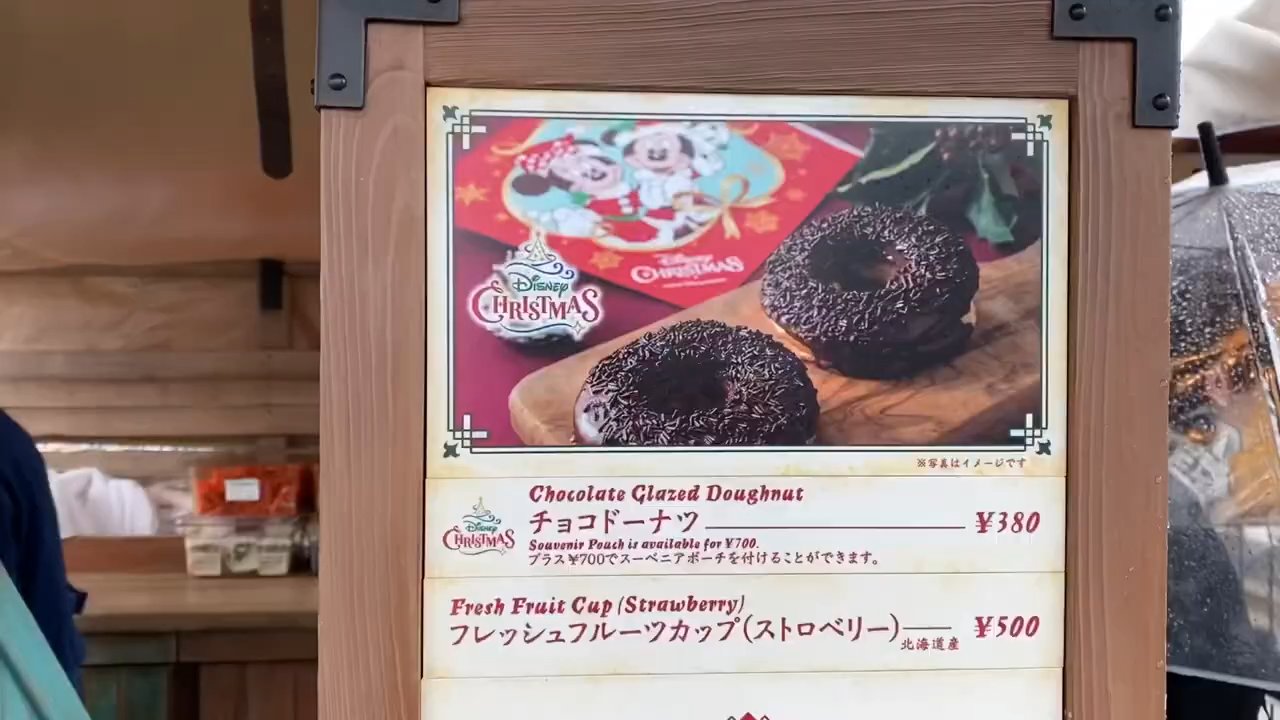 Disney
CHRISTMAS
Disney
CHRISTMAS
※写真はイメージです
Chocolate Glazed Doughnut
チョコドーナツ ¥380
Disney
CHRISTMAS
Souvenir Pouch is available for ¥700.
プラス¥700でスーベニアポーチを付けることができます。
Fresh Fruit Cup (Strawberry)
フレッシュフルーツカップ(ストロベリー) ¥500
北海道産